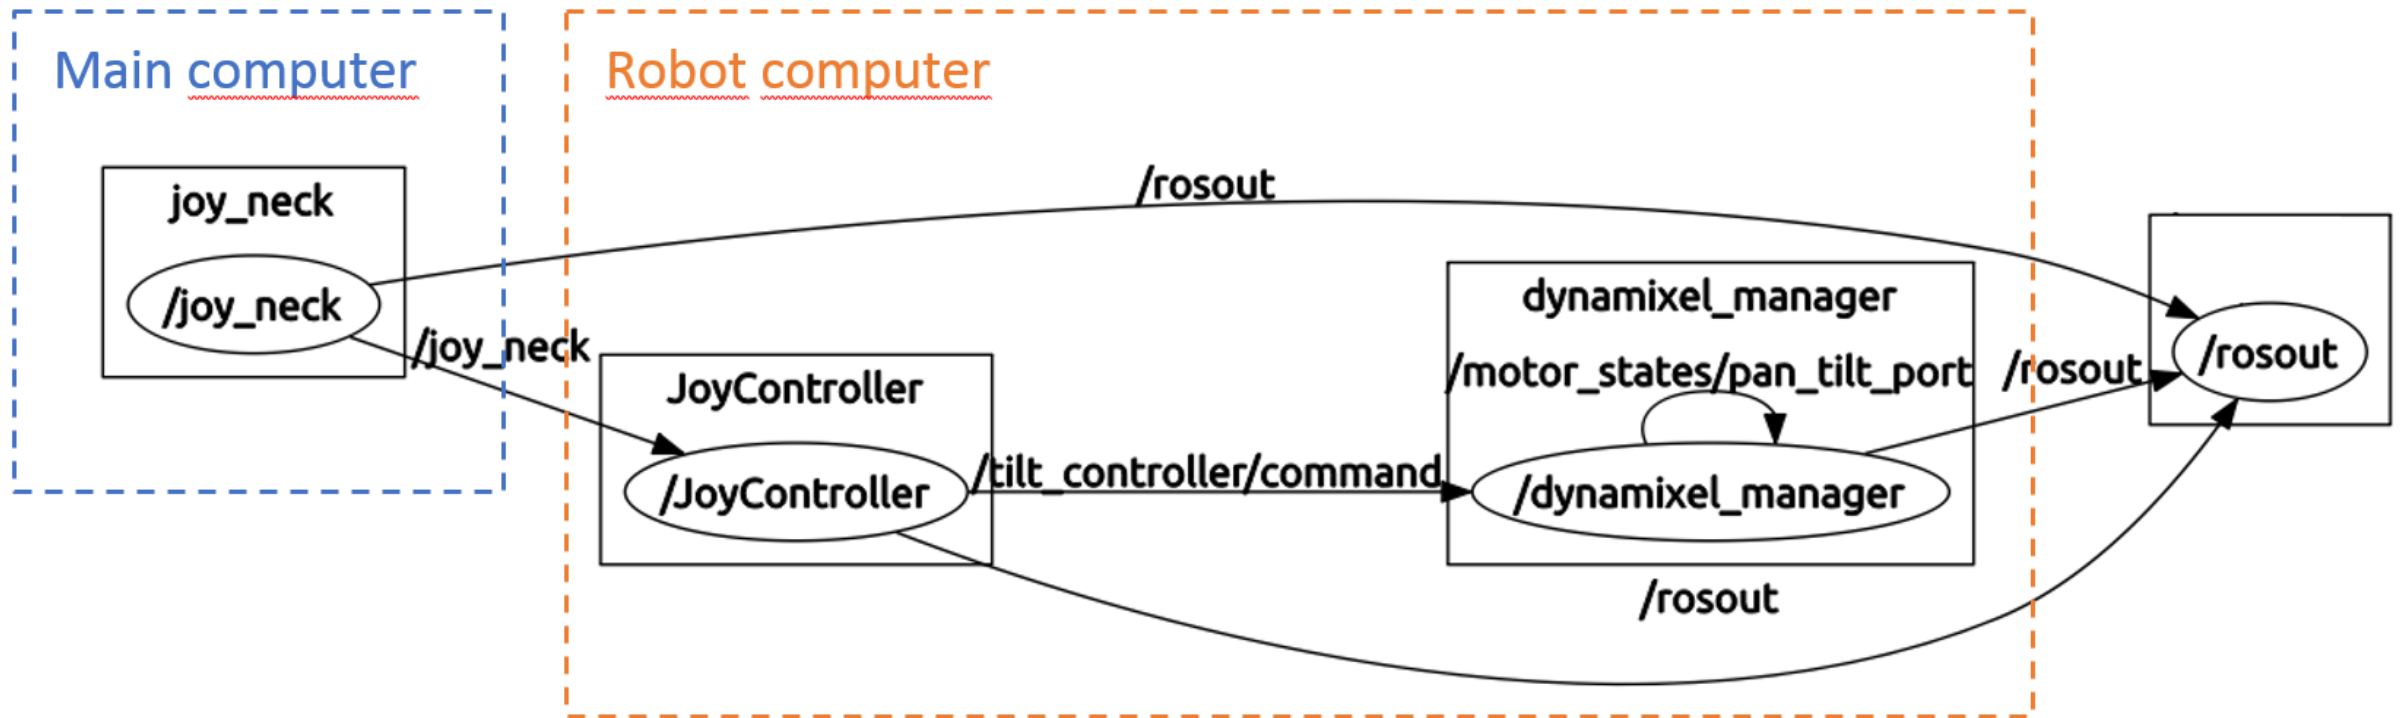 Main computer
Robot computer
joy_neck
/joy_neck
/joy_neck
/rosout
JoyController
/JoyController
/tilt_controller/command
dynamixel_manager
/motor_states/pan_tilt_port
/dynamixel_manager
/rosout
/rosout
/rosout